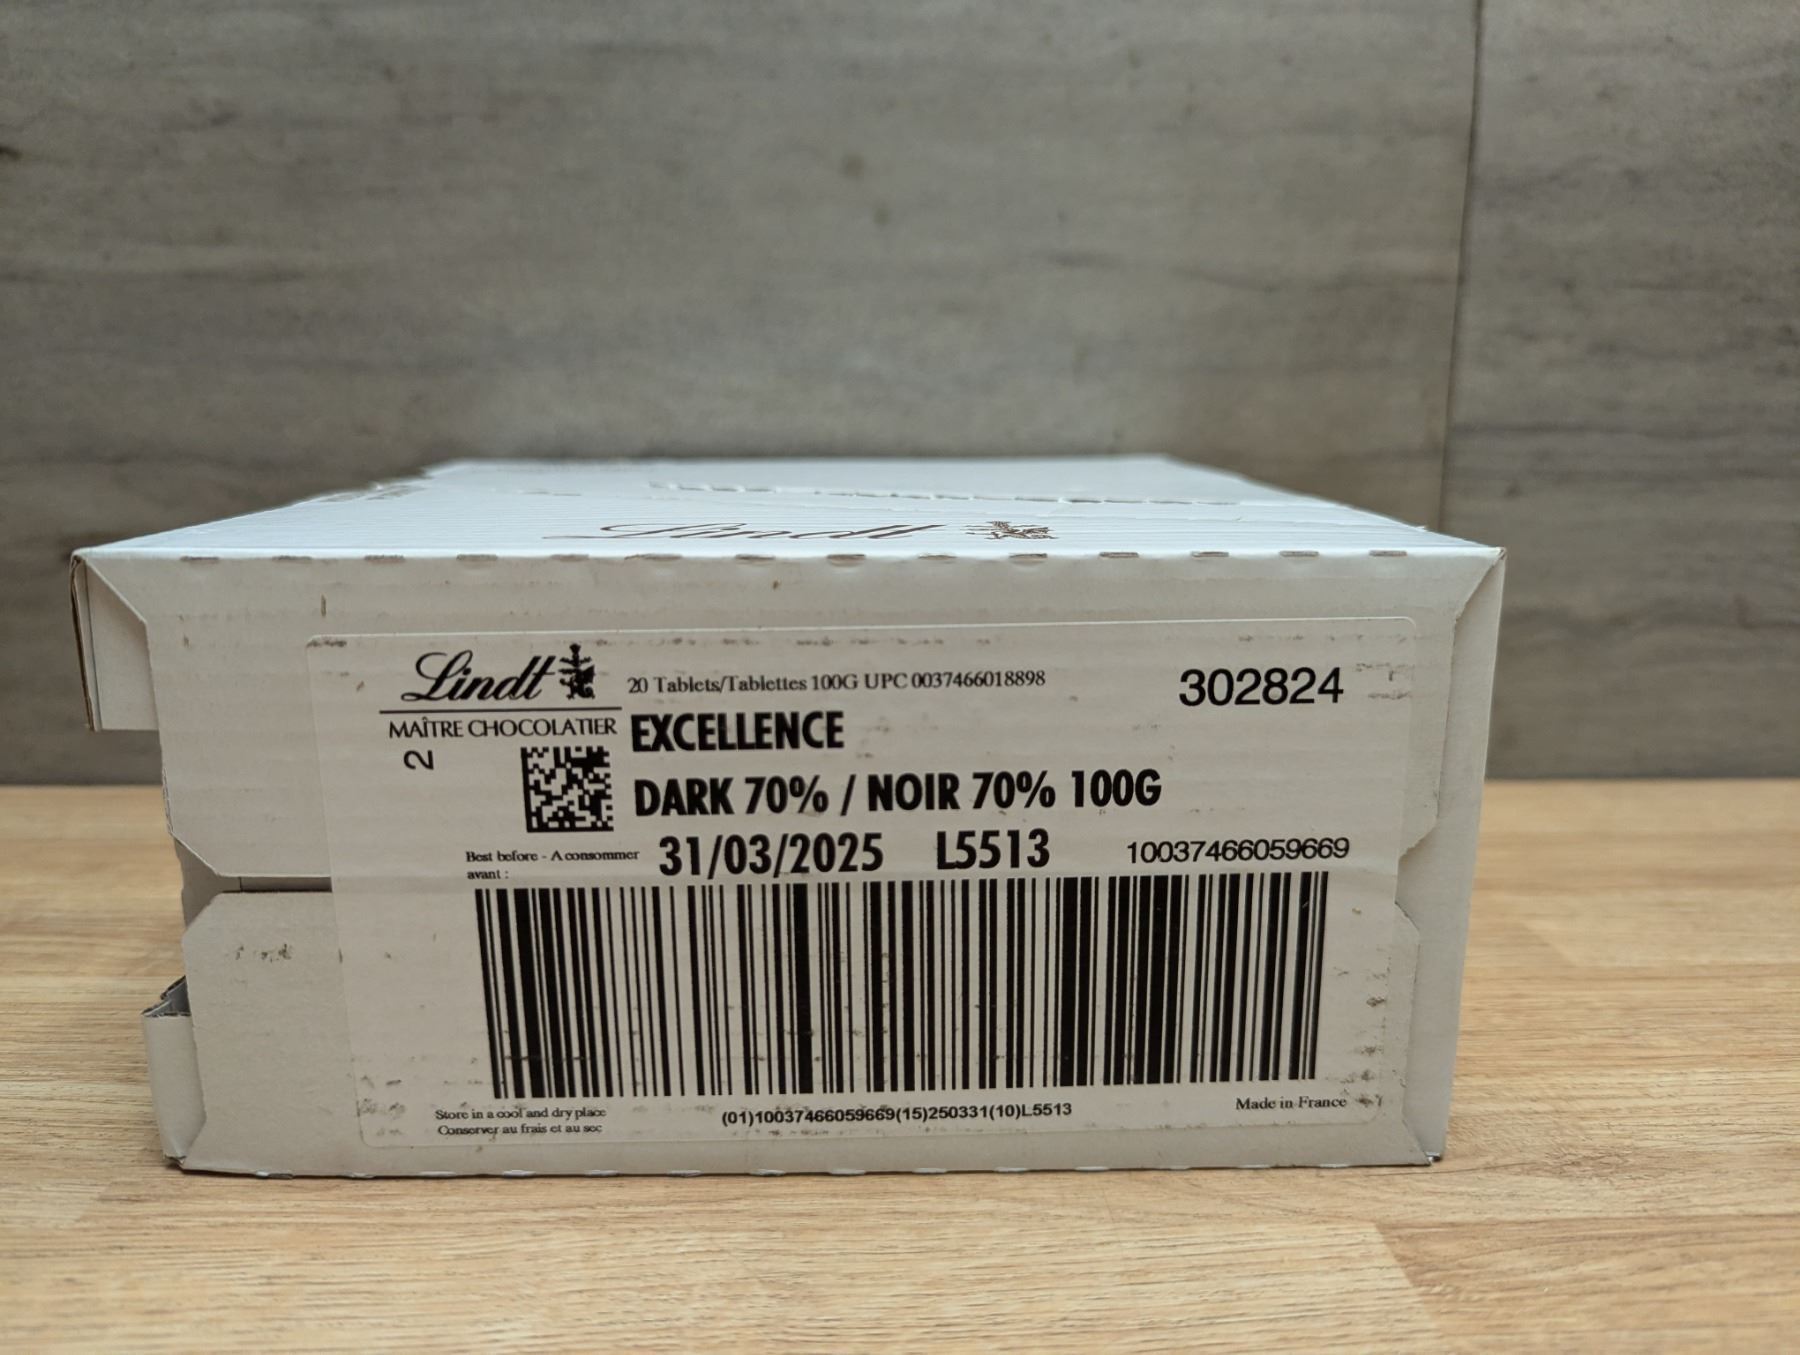 Lindt
Lindt
20 Tablets/Tablettes 100G UPC 0037466018898
302824
MAÎTRE CHOCOLATIER
EXCELLENCE
2
DARK 70% / NOIR 70% 100G
Best before - A consommer
avant :
31/03/2025 L5513
10037466059669
Store in a cool and dry place
Conserver au frais et au sec
(01)10037466059669(15)250331(10)L5513
Made in France